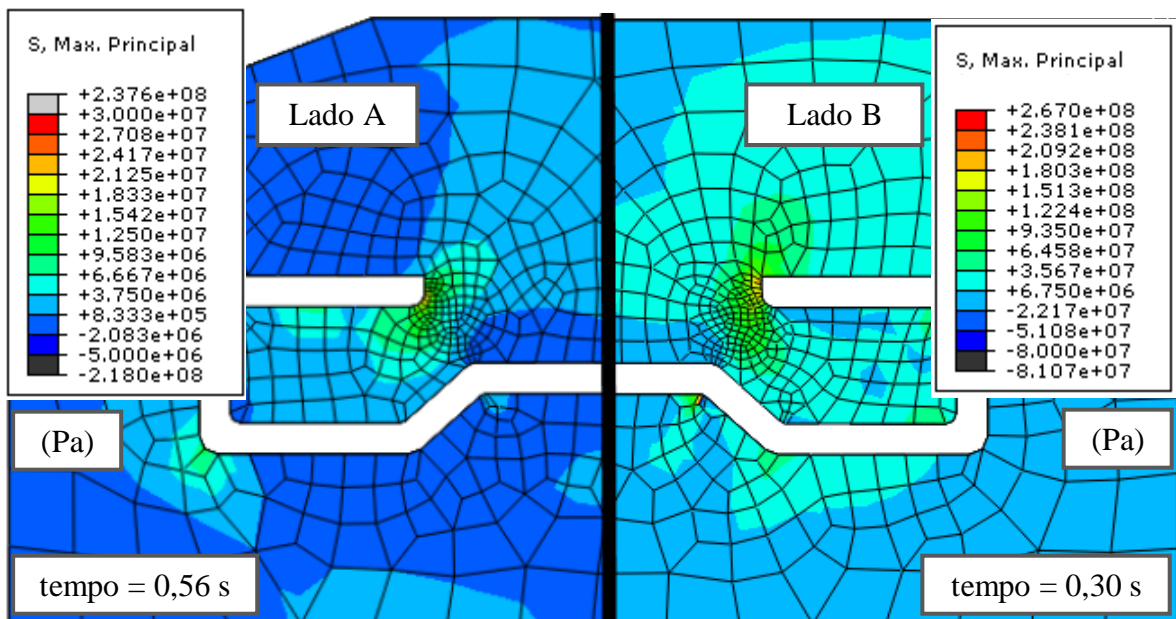 S, Max. Principal
+2.376e+08
+3.000e+07
+2.708e+07
+2.417e+07
+2.125e+07
+1.833e+07
+1.542e+07
+1.250e+07
+9.583e+06
+6.667e+06
+3.750e+06
+8.333e+05
-2.083e+06
-5.000e+06
-2.180e+08
Lado A
Lado B
S, Max. Principal
+2.670e+08
+2.381e+08
+2.092e+08
+1.803e+08
+1.513e+08
+1.224e+08
+9.350e+07
+6.458e+07
+3.567e+07
+6.750e+06
-2.217e+07
-5.108e+07
-8.000e+07
-8.107e+07
(Pa)
(Pa)
tempo = 0,56 s
tempo = 0,30 s